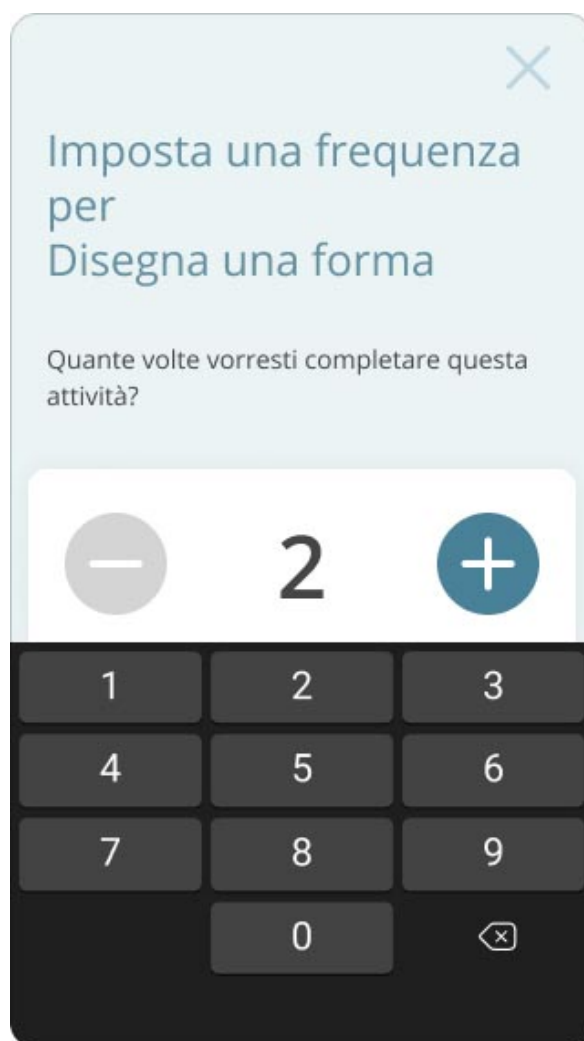 Imposta una frequenza
per
Disegna una forma
Quante volte vorresti completare questa
attività?
2
1 2 3
4 5 6
7 8 9
0